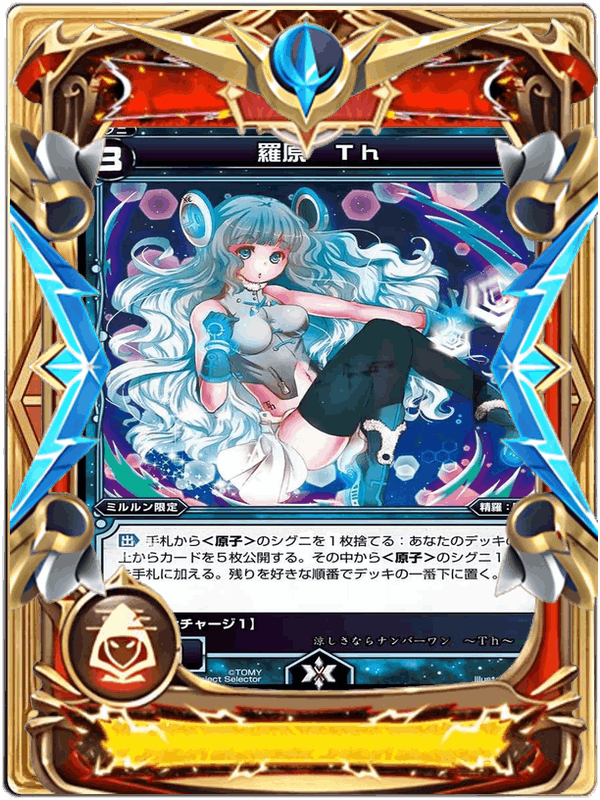 3
羅原 Th
ミルルン限定
精羅:
出 手札から<原子>のシグニを1枚捨てる:あなたのデッキの
上からカードを5枚公開する。その中から<原子>のシグニ1
手札に加える。残りを好きな順番でデッキの一番下に置く。
チャージ1】
涼しさならナンバーワン ～Th～
©TOMY
Selector
Illust